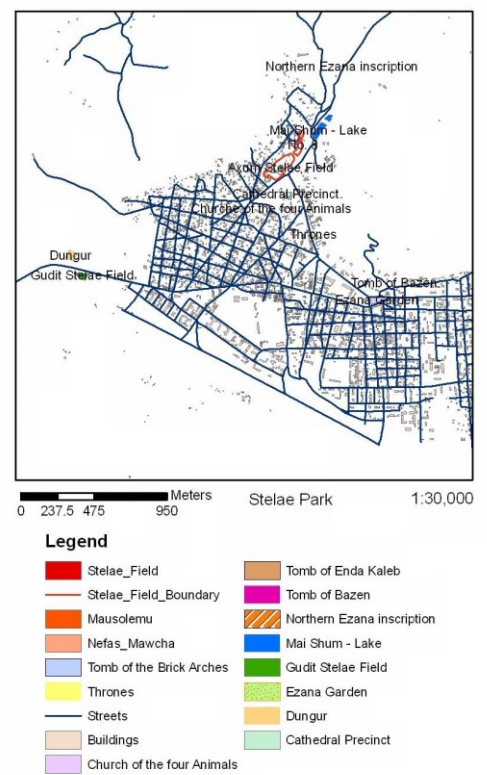 Northern Ezana inscription
Mai Shum - Lake
No. 3
Axum Stelae Field
Cathedral Precinct.
Churche of the four Animals
Thrones
Dungur
Gudit Stelae Field
Tomb of Bazen
Ezana Garden
Meters
0 237.5 475 950
Stelae Park
1:30,000
Legend
Stelae_Field
Stelae_Field_Boundary
Mausolemu
Nefas_Mawcha
Tomb of the Brick Arches
Thrones
Streets
Buildings
Church of the four Animals
Tomb of Enda Kaleb
Tomb of Bazen
Northern Ezana inscription
Mai Shum - Lake
Gudit Stelae Field
Ezana Garden
Dungur
Cathedral Precinct